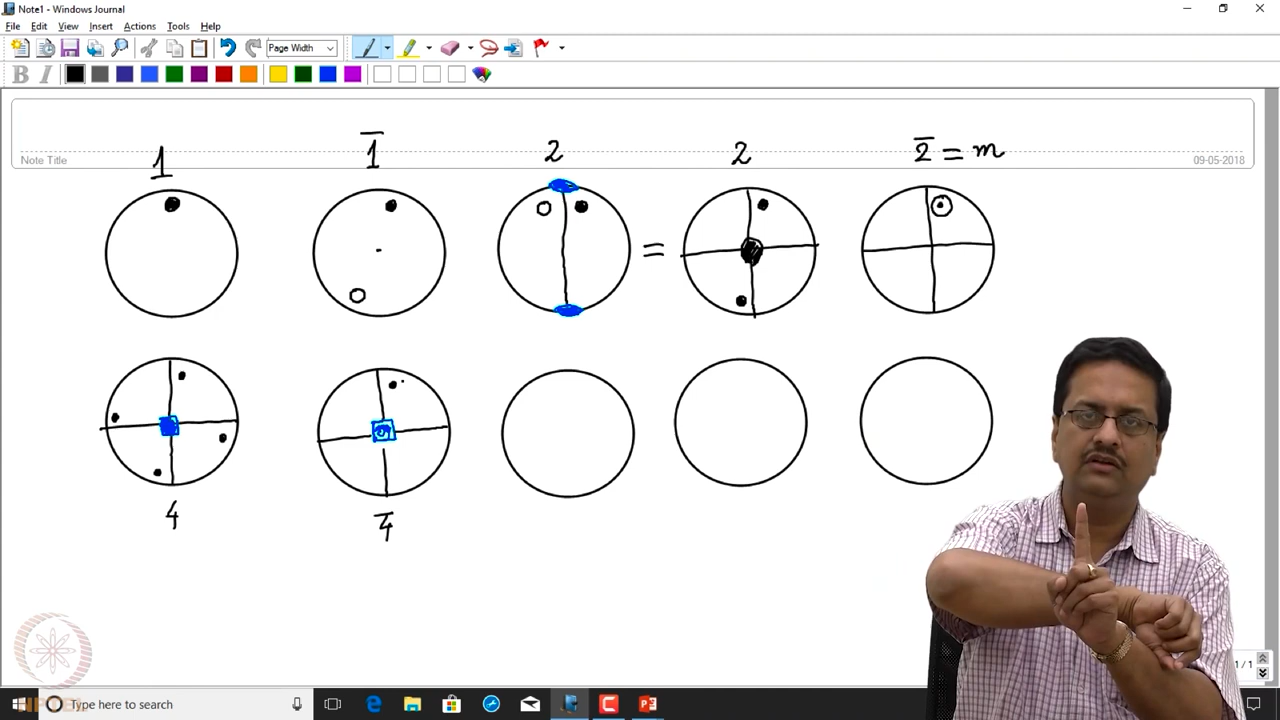 Note1 - Windows Journal
File Edit View Insert Actions Tools Help
Page Width
B I
1 1̅ 2 2 2̅ = m
Note Title 09-05-2018
=
4 4̅
1 / 1
Type here to search